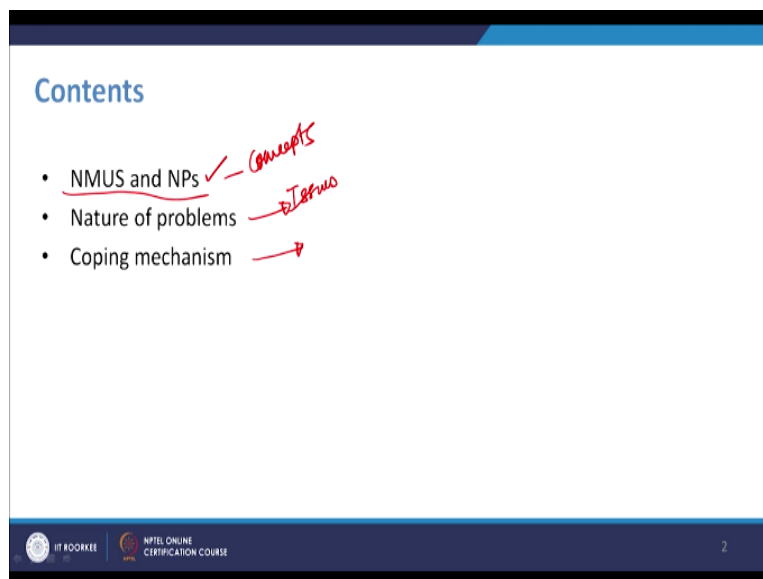 Contents
• NMUS and NPs ✓ – Concepts
• Nature of problems → Issues
• Coping mechanism →
IIT ROORKEE
NPTEL ONLINE
CERTIFICATION COURSE
2